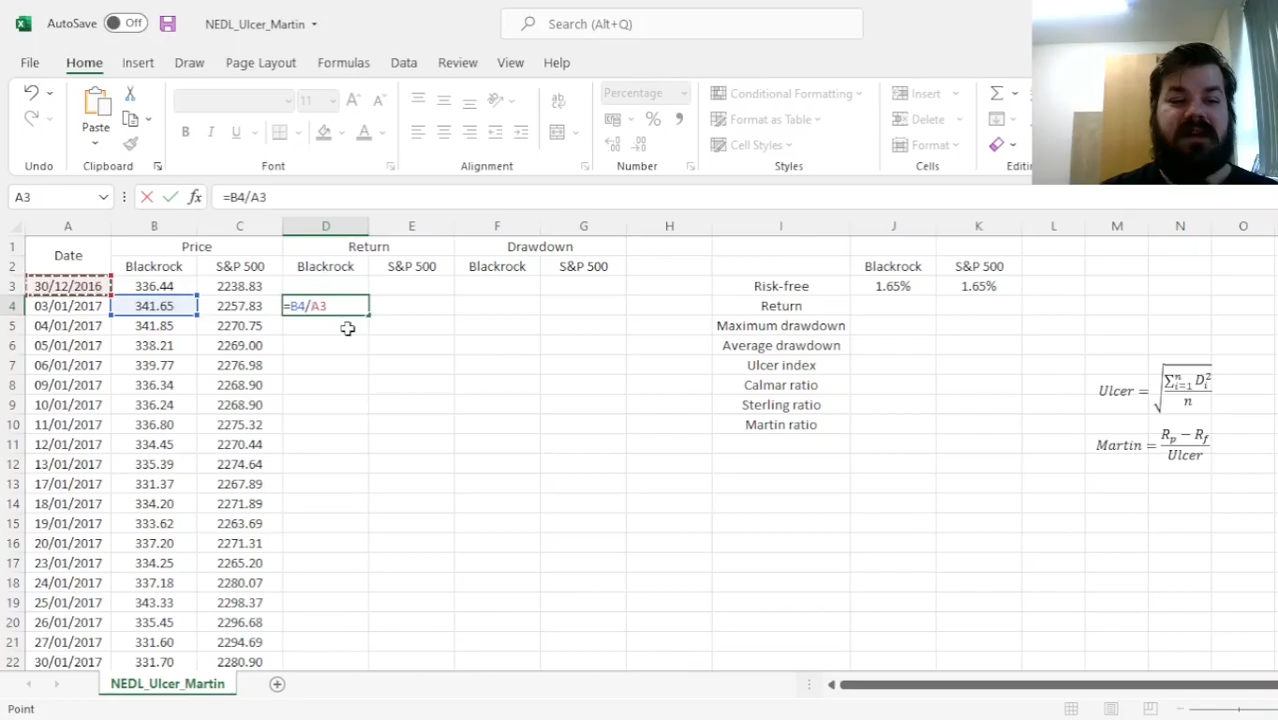 AutoSave Off NEDL_Ulcer_Martin Search (Alt+Q)
File Home Insert Draw Page Layout Formulas Data Review View Help
11 A A Percentage Conditional Formatting Insert
Paste B I U A % Format as Table Delete
Cell Styles Format
Undo Clipboard Font Alignment Number Styles Cells Editin
A3 fx =B4/A3
A B C D E F G H I J K L M N O
1 Date Price Return Drawdown
2 Blackrock S&P 500 Blackrock S&P 500 Blackrock S&P 500 Blackrock S&P 500
3 30/12/2016 336.44 2238.83 Risk-free 1.65% 1.65%
4 03/01/2017 341.65 2257.83 =B4/A3 Return
5 04/01/2017 341.85 2270.75 Maximum drawdown
6 05/01/2017 338.21 2269.00 Average drawdown
7 06/01/2017 339.77 2276.98 Ulcer index
8 09/01/2017 336.34 2268.90 Calmar ratio
9 10/01/2017 336.24 2268.90 Sterling ratio
10 11/01/2017 336.80 2275.32 Martin ratio
11 12/01/2017 334.45 2270.44
12 13/01/2017 335.39 2274.64
13 17/01/2017 331.37 2267.89
14 18/01/2017 334.20 2271.89
15 19/01/2017 333.62 2263.69
16 20/01/2017 337.20 2271.31
17 23/01/2017 334.25 2265.20
18 24/01/2017 337.18 2280.07
19 25/01/2017 343.33 2298.37
20 26/01/2017 335.45 2296.68
21 27/01/2017 331.60 2294.69
22 30/01/2017 331.70 2280.90
Ulcer = √(∑ⁿᵢ₌₁ Dᵢ² / n)
Martin = (Rp − Rf) / Ulcer
NEDL_Ulcer_Martin
Point